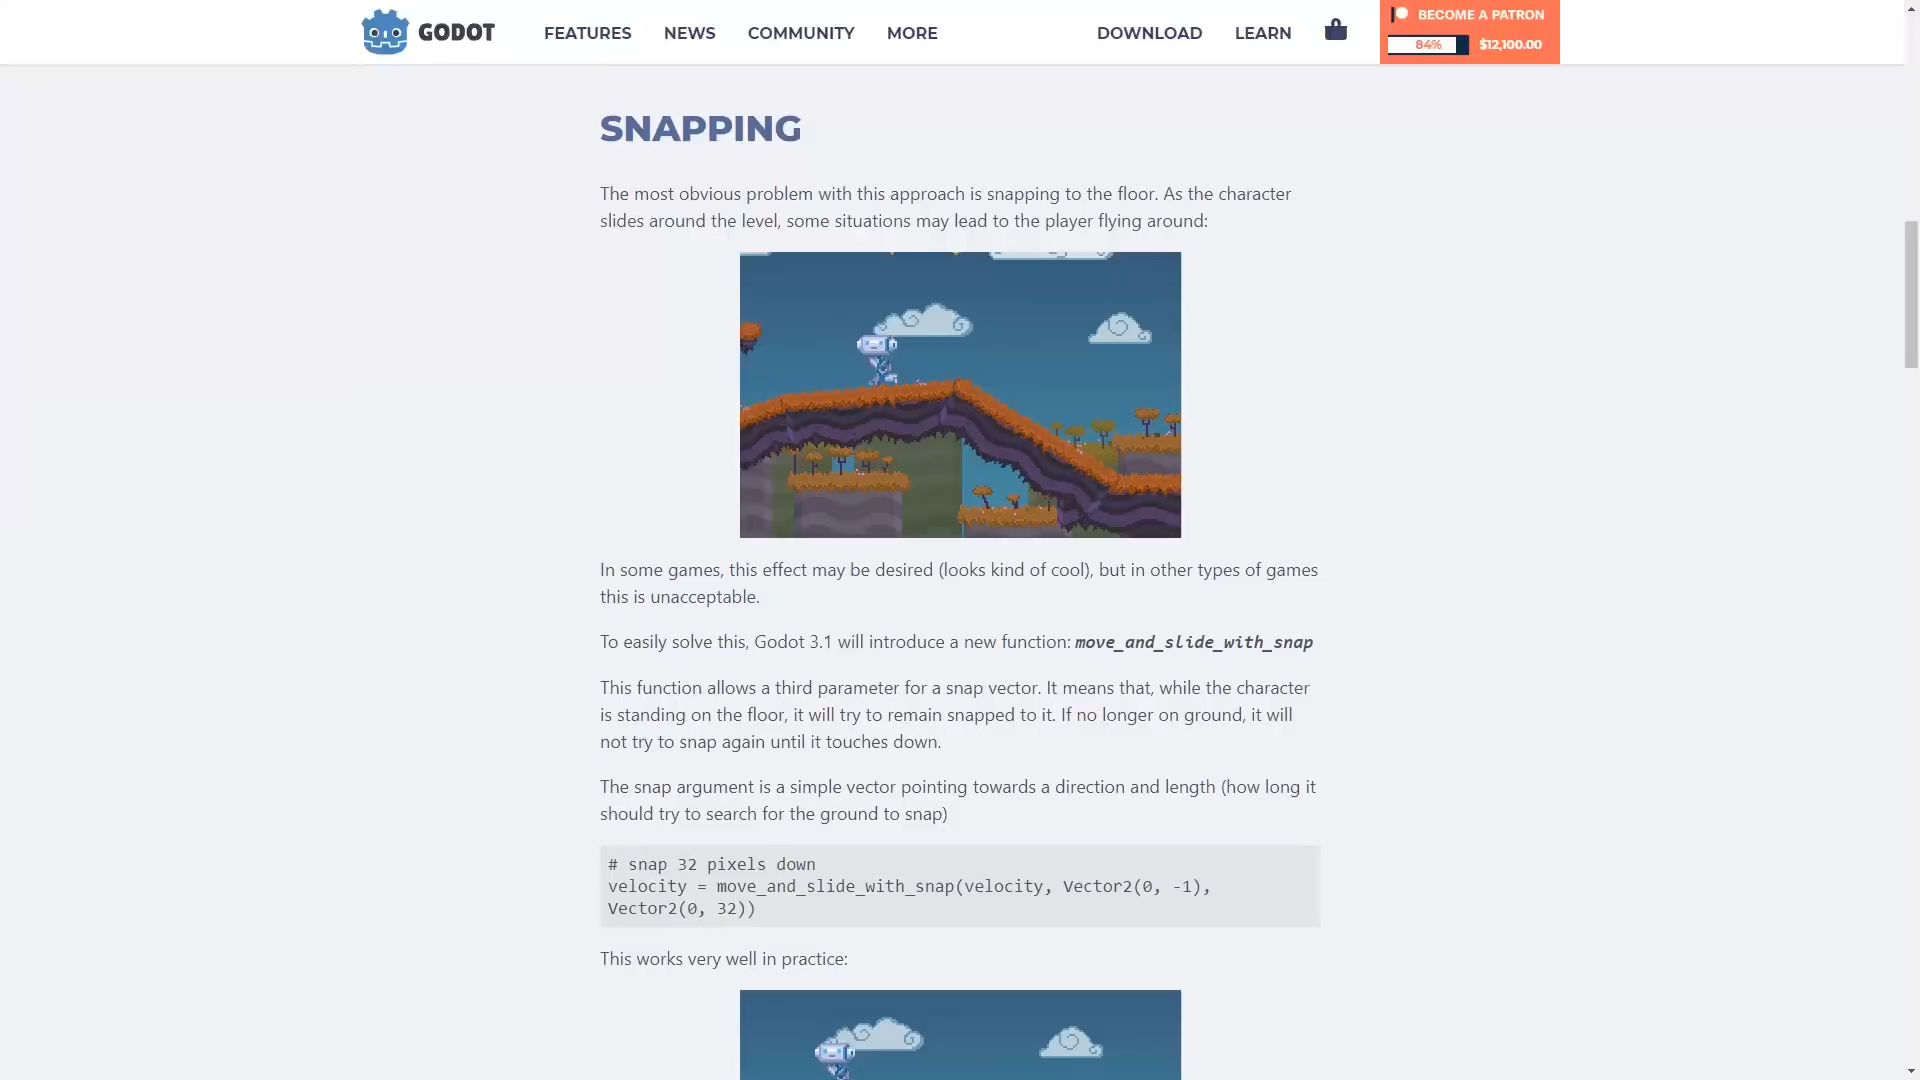 GODOT FEATURES NEWS COMMUNITY MORE DOWNLOAD LEARN BECOME A PATRON
84% $12,100.00
SNAPPING
The most obvious problem with this approach is snapping to the floor. As the character
slides around the level, some situations may lead to the player flying around:
In some games, this effect may be desired (looks kind of cool), but in other types of games
this is unacceptable.
To easily solve this, Godot 3.1 will introduce a new function: move_and_slide_with_snap
This function allows a third parameter for a snap vector. It means that, while the character
is standing on the floor, it will try to remain snapped to it. If no longer on ground, it will
not try to snap again until it touches down.
The snap argument is a simple vector pointing towards a direction and length (how long it
should try to search for the ground to snap)
# snap 32 pixels down
velocity = move_and_slide_with_snap(velocity, Vector2(0, -1),
Vector2(0, 32))
This works very well in practice: